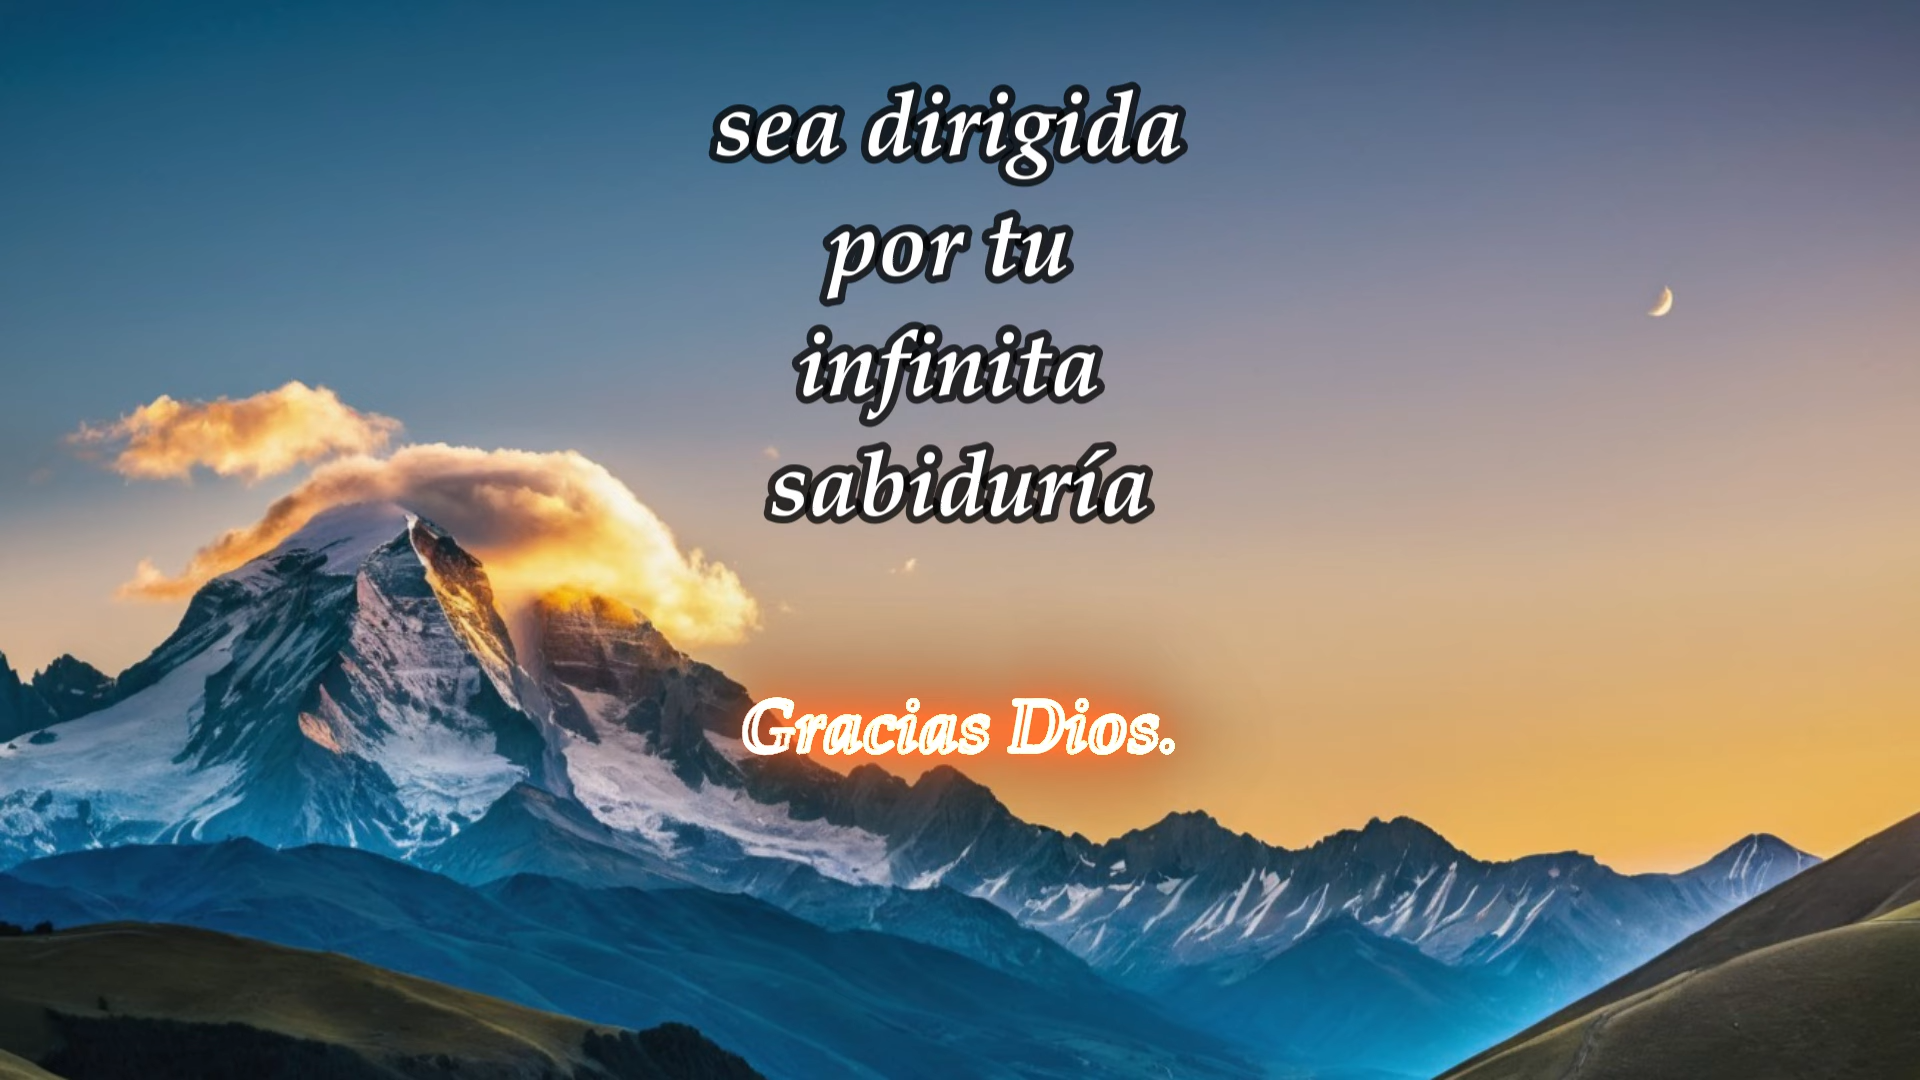 sea dirigida
por tu
infinita
sabiduría
Gracias Dios.